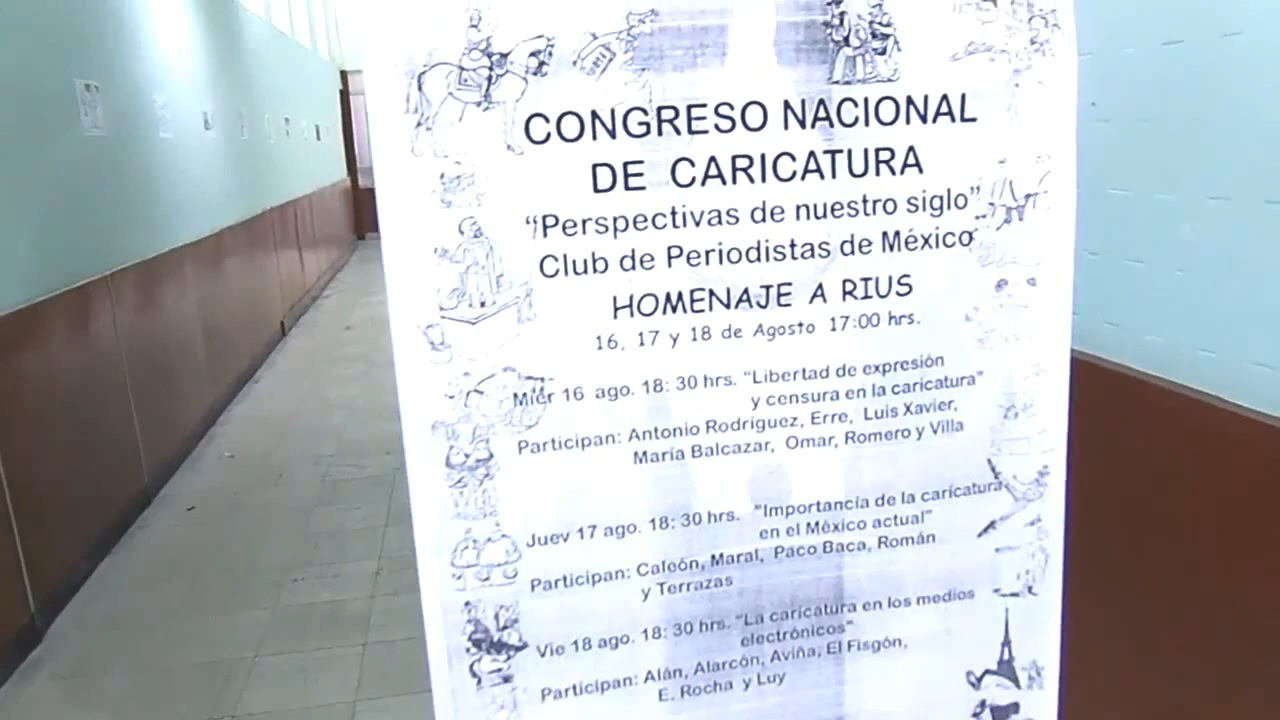 CONGRESO NACIONAL
DE CARICATURA
“Perspectivas de nuestro siglo”
Club de Periodistas de México
HOMENAJE A RIUS
16, 17 y 18 de Agosto 17:00 hrs.
Miér 16 ago. 18: 30 hrs. “Libertad de expresión
y censura en la caricatura”
Participan: Antonio Rodríguez, Erre, Luis Xavier,
María Balcazar, Omar, Romero y Villa
Juev 17 ago. 18: 30 hrs. “Importancia de la caricatura
en el México actual”
Participan: Caleón, Maral, Paco Baca, Román
y Terrazas
Vie 18 ago. 18: 30 hrs. “La caricatura en los medios
electrónicos”
Participan: Alán, Alarcón, Aviña, El Fisgón,
E. Rocha y Luy